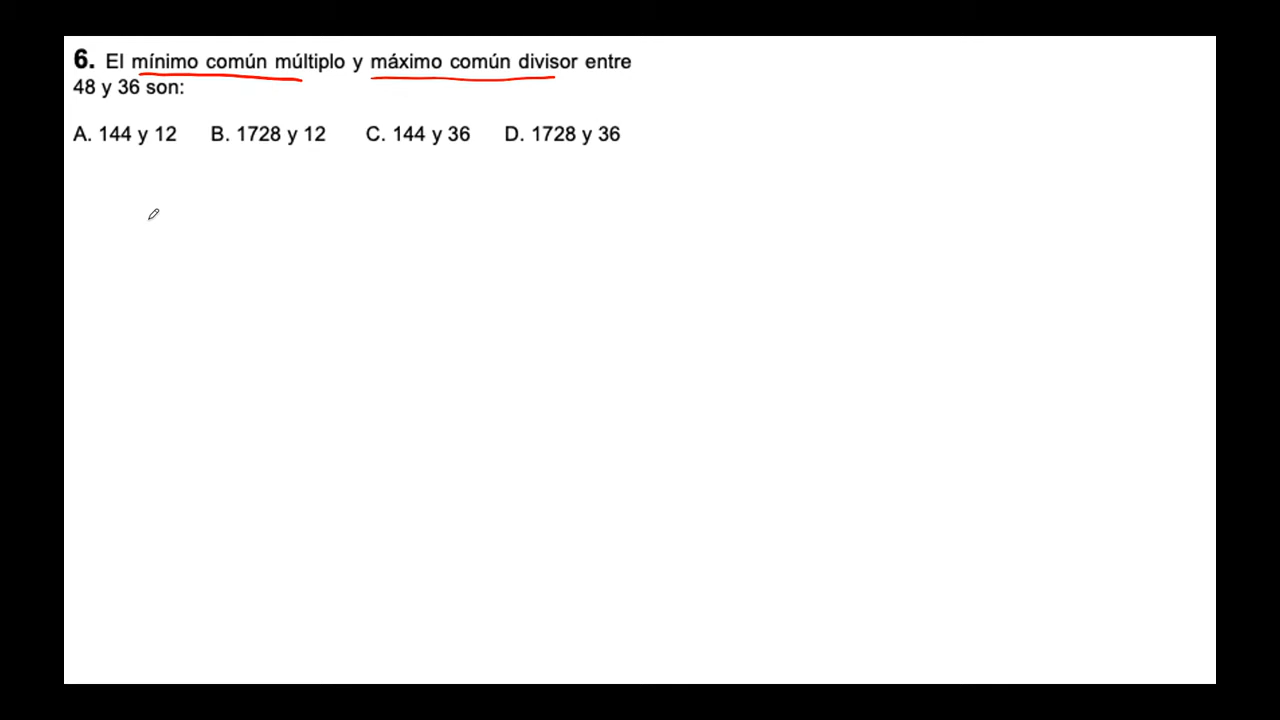 6. El mínimo común múltiplo y máximo común divisor entre
48 y 36 son:
A. 144 y 12 B. 1728 y 12 C. 144 y 36 D. 1728 y 36